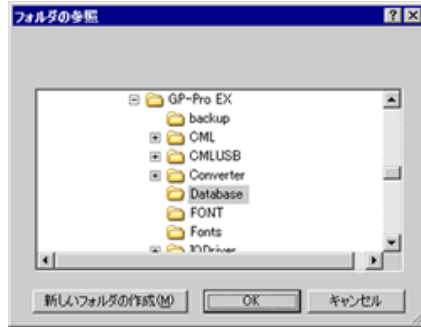 フォルダの参照
GP-Pro EX
backup
CML
CMLUSB
Converter
Database
FONT
Fonts
IODriver
新しいフォルダの作成(M)
OK
キャンセル